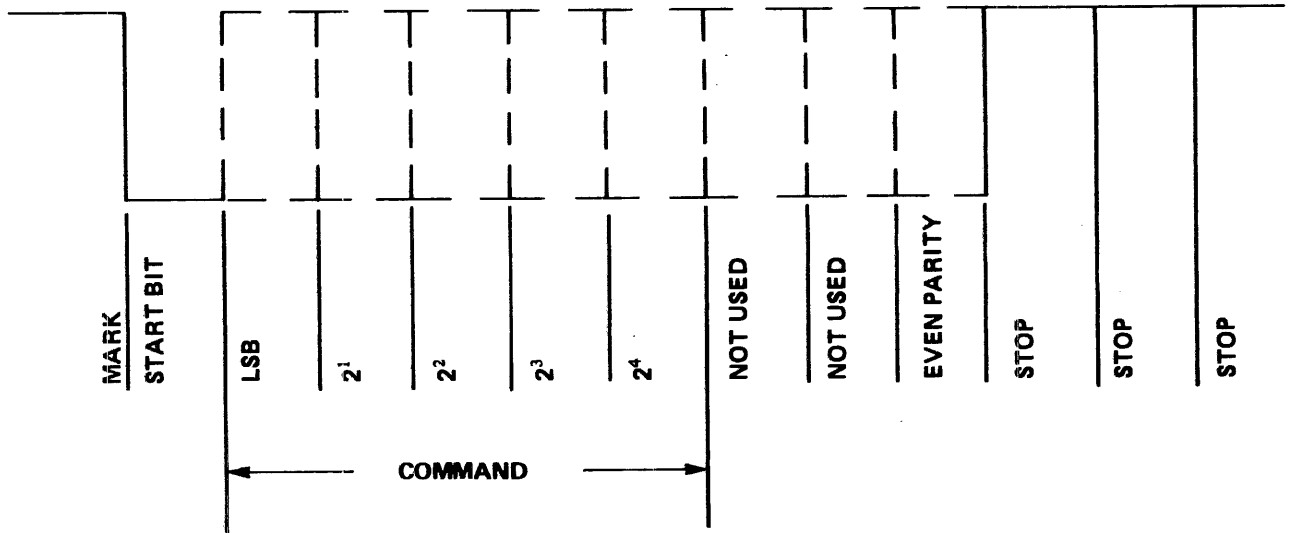 MARK
START BIT
LSB
2¹
2²
2³
2⁴
NOT USED
NOT USED
EVEN PARITY
STOP
STOP
STOP
COMMAND